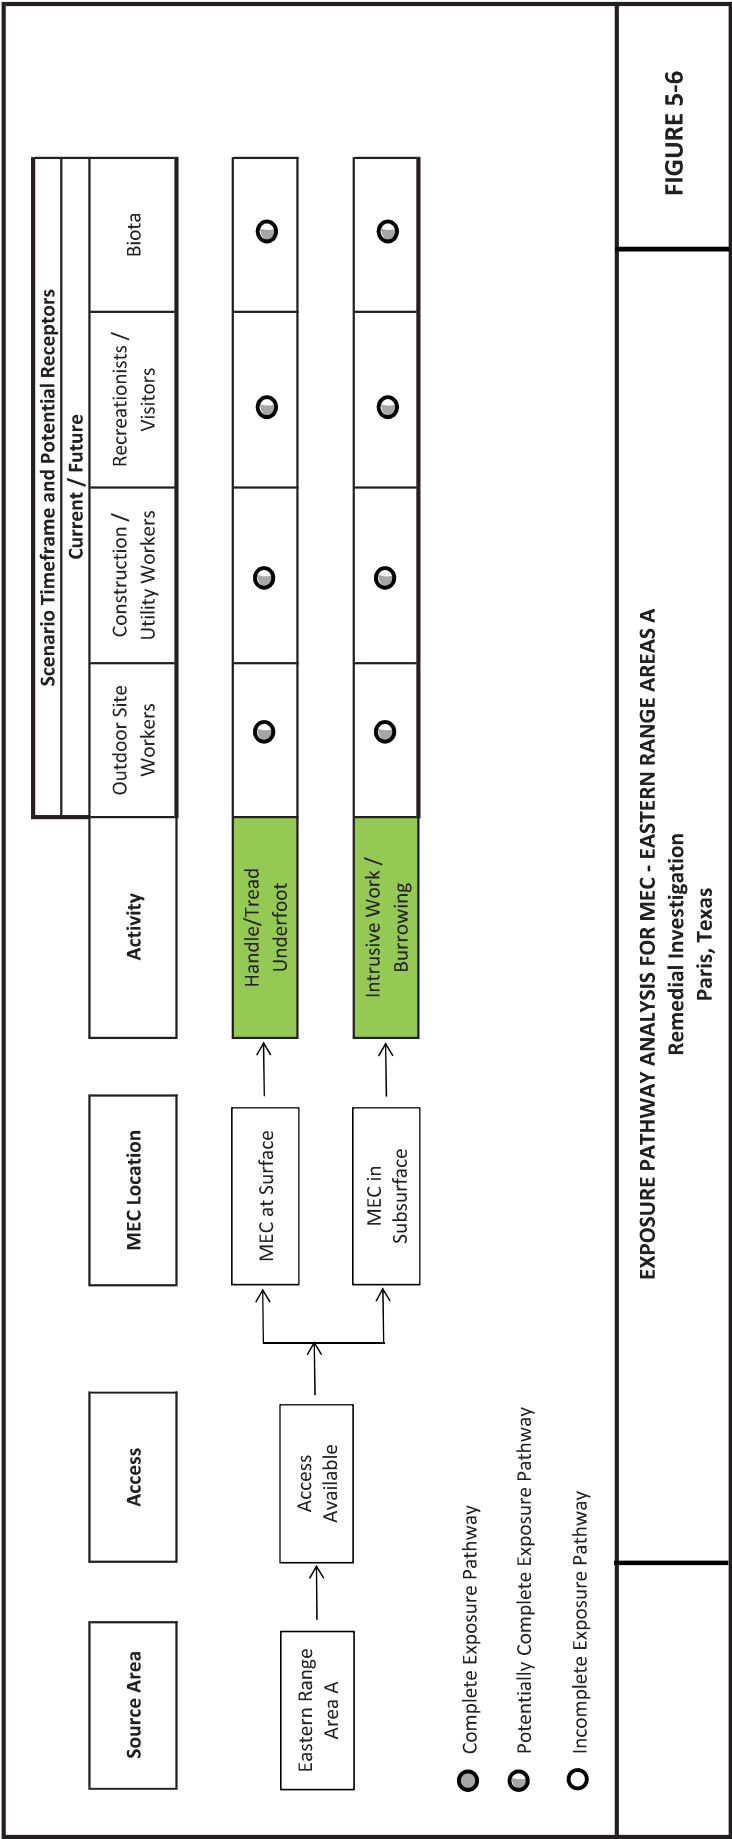 Scenario Timeframe and Potential Receptors
Current / Future
Source Area
Access
MEC Location
Activity
Outdoor Site
Workers
Construction /
Utility Workers
Recreationists /
Visitors
Biota
Eastern Range
Area A
Access
Available
MEC at Surface
Handle/Tread
Underfoot
MEC in
Subsurface
Intrusive Work /
Burrowing
Complete Exposure Pathway
Potentially Complete Exposure Pathway
Incomplete Exposure Pathway
EXPOSURE PATHWAY ANALYSIS FOR MEC - EASTERN RANGE AREAS A
Remedial Investigation
Paris, Texas
FIGURE 5-6